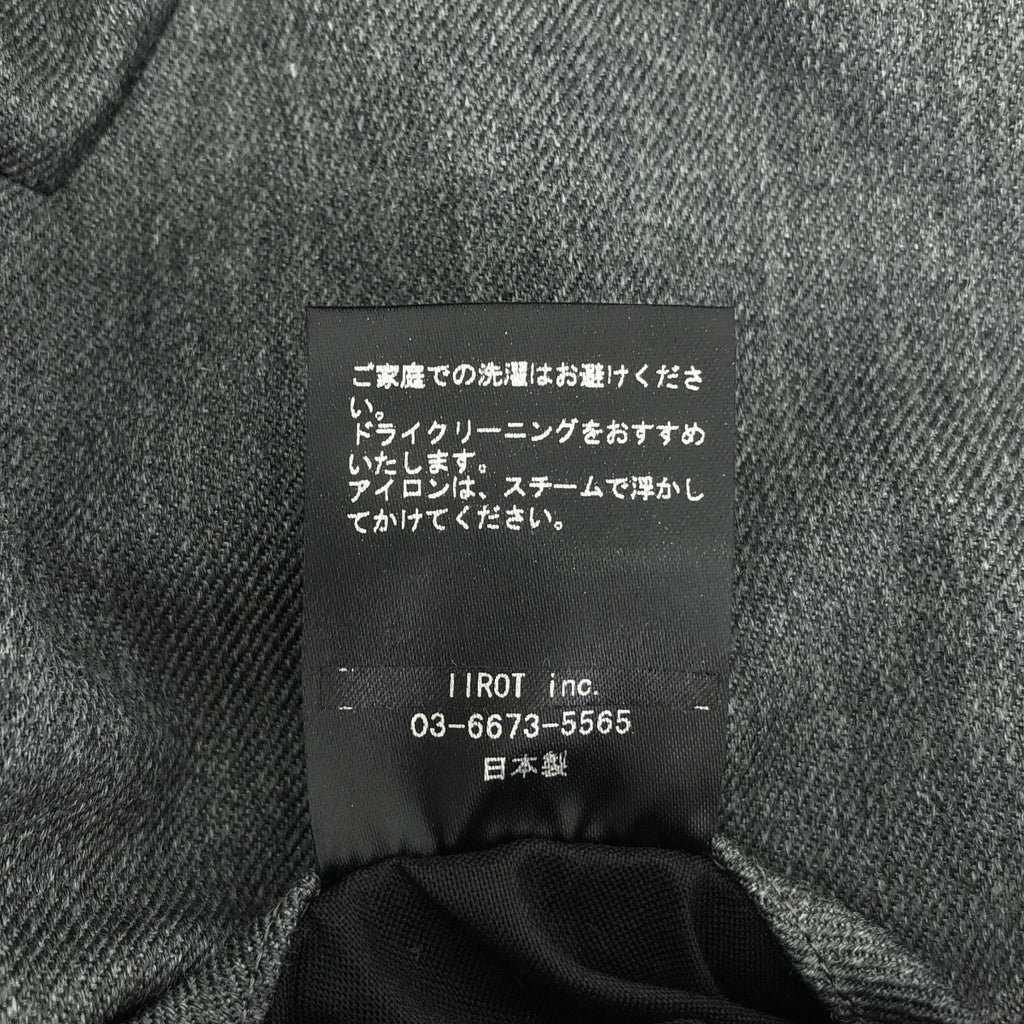 ご家庭での洗濯はお避けくださ
い。
ドライクリーニングをおすすめ
いたします。
アイロンは、スチームで浮かし
てかけてください。
IIROT inc.
03-6673-5565
日本製